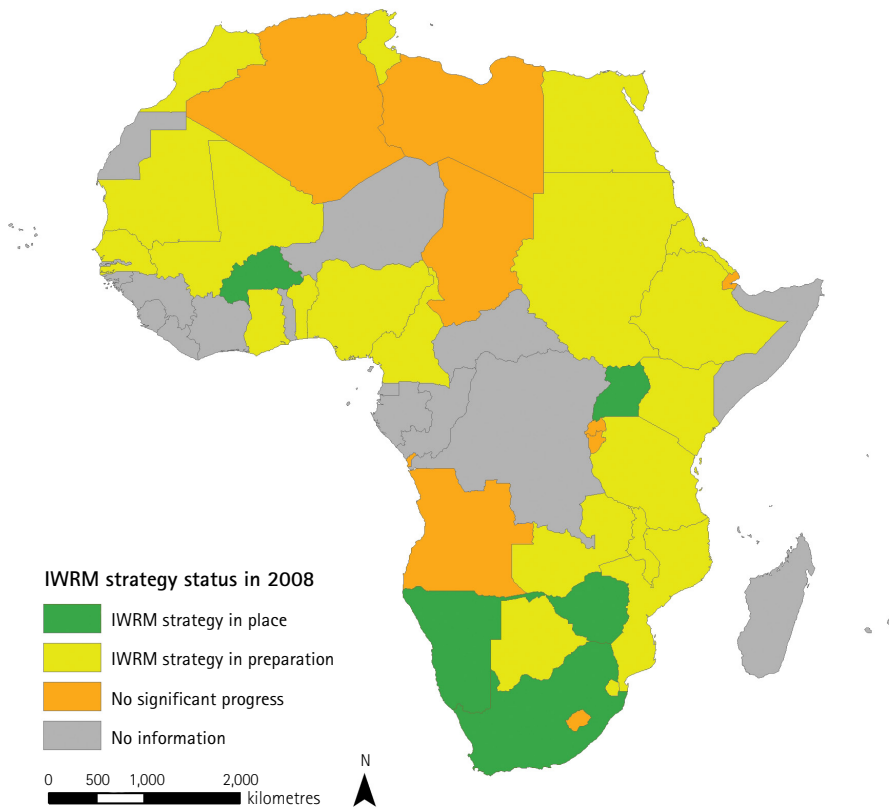 IWRM strategy status in 2008
IWRM strategy in place
IWRM strategy in preparation
No significant progress
No information
0 500 1,000 2,000
kilometres
N